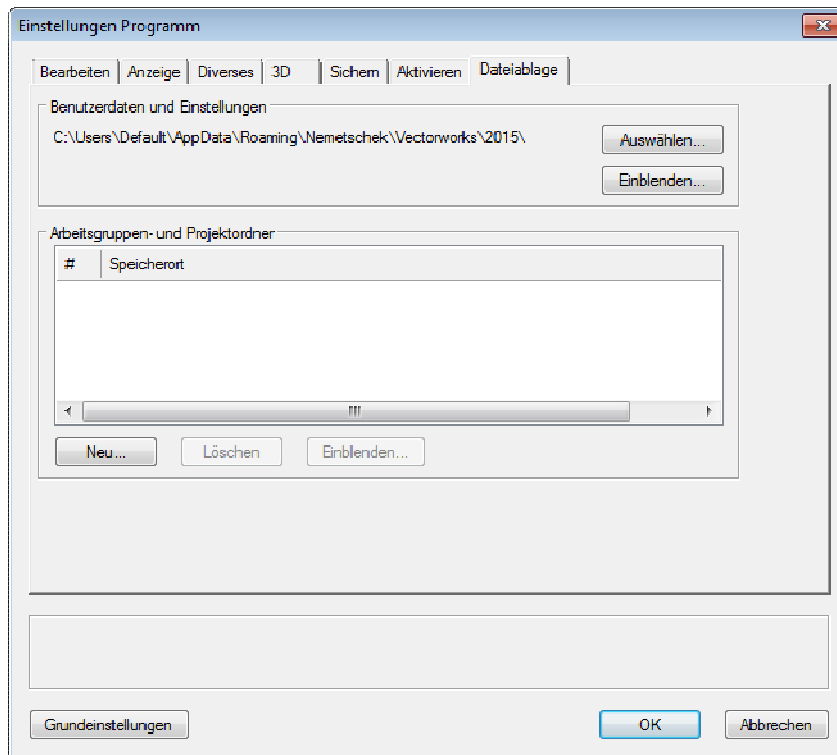 Einstellungen Programm
Bearbeiten Anzeige Diverses 3D Sichern Aktivieren Dateiablage
Benutzerdaten und Einstellungen
C:\Users\Default\AppData\Roaming\Nemetschek\Vectorworks\2015\
Auswählen...
Einblenden...
Arbeitsgruppen- und Projektordner
# Speicherort
Neu... Löschen Einblenden...
Grundeinstellungen OK Abbrechen